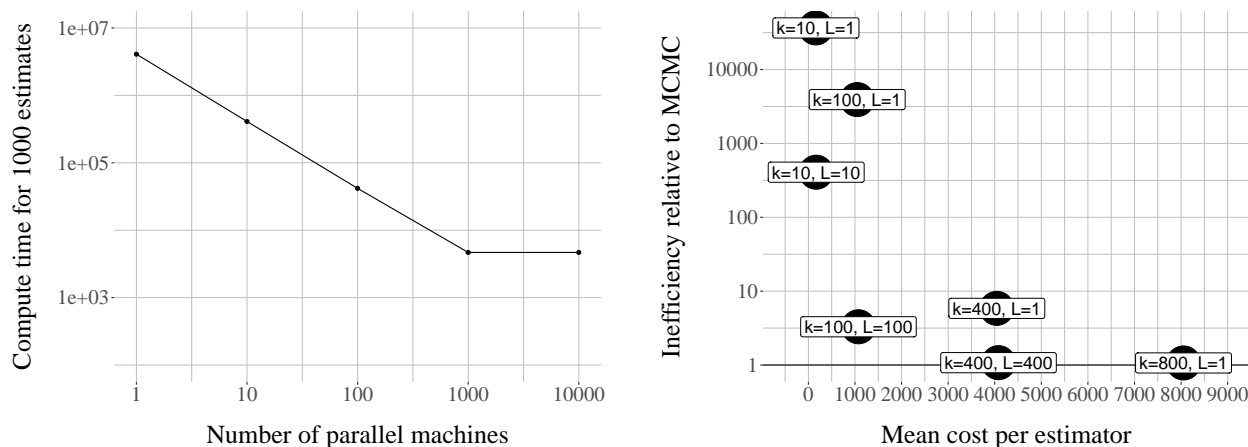 Compute time for 1000 estimates
1e+07
1e+05
1e+03
1 10 100 1000 10000
Number of parallel machines
Inefficiency relative to MCMC
10000
1000
100
10
1
k=10, L=1
k=100, L=1
k=10, L=10
k=400, L=1
k=100, L=100
k=400, L=400
k=800, L=1
0 1000 2000 3000 4000 5000 6000 7000 8000 9000
Mean cost per estimator